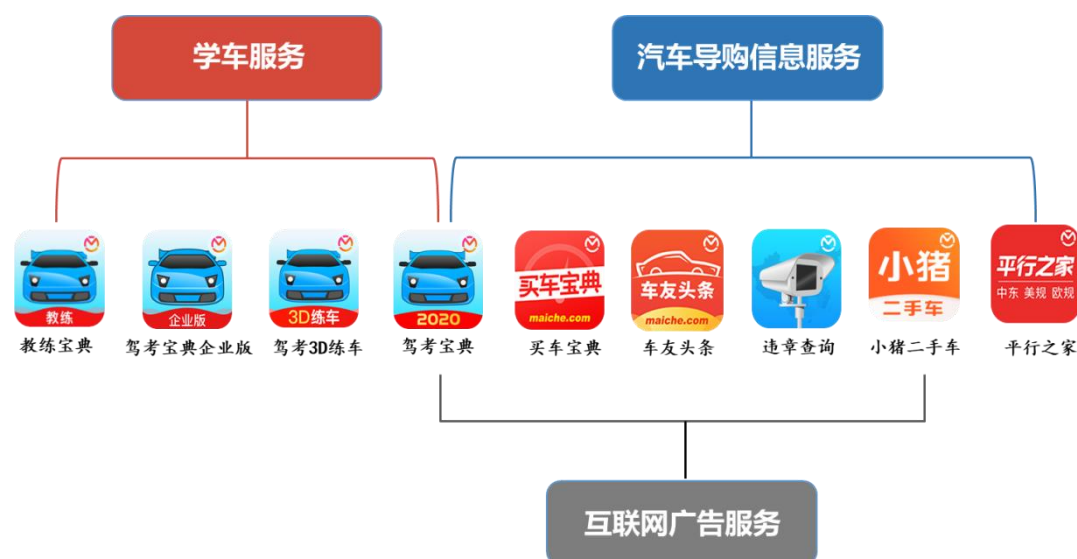 学车服务
汽车导购信息服务
教练
企业版
3D练车
2020
买车宝典
maiche.com
车友头条
maiche.com
小猪
二手车
平行之家
中东 美规 欧规
教练宝典
驾考宝典企业版
驾考3D练车
驾考宝典
买车宝典
车友头条
违章查询
小猪二手车
平行之家
互联网广告服务